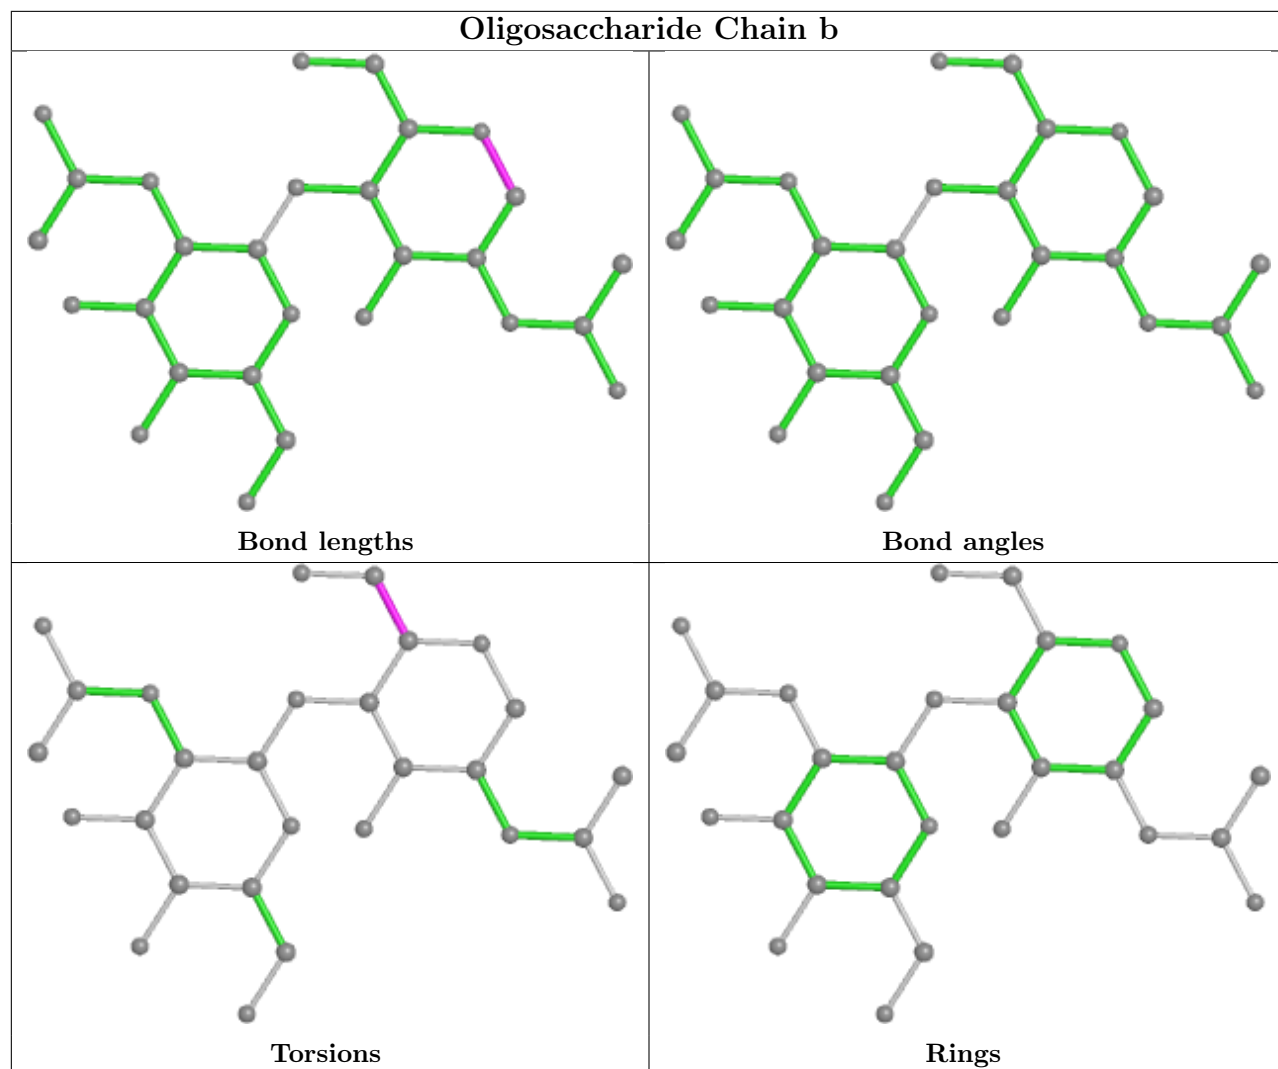 Oligosaccharide Chain b
Bond lengths
Bond angles
Torsions
Rings